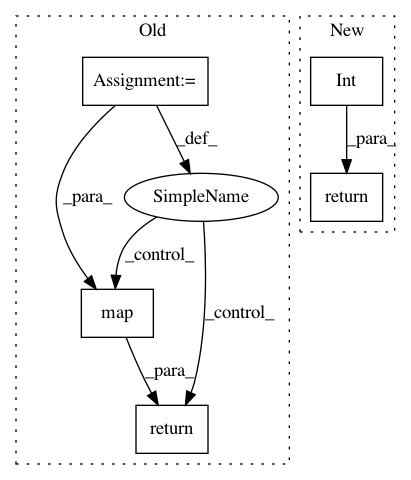 Old
New
Assignment:=
Int
_def_
_para_
_para_
SimpleName
return
_control_
_control_
map
_para_
return